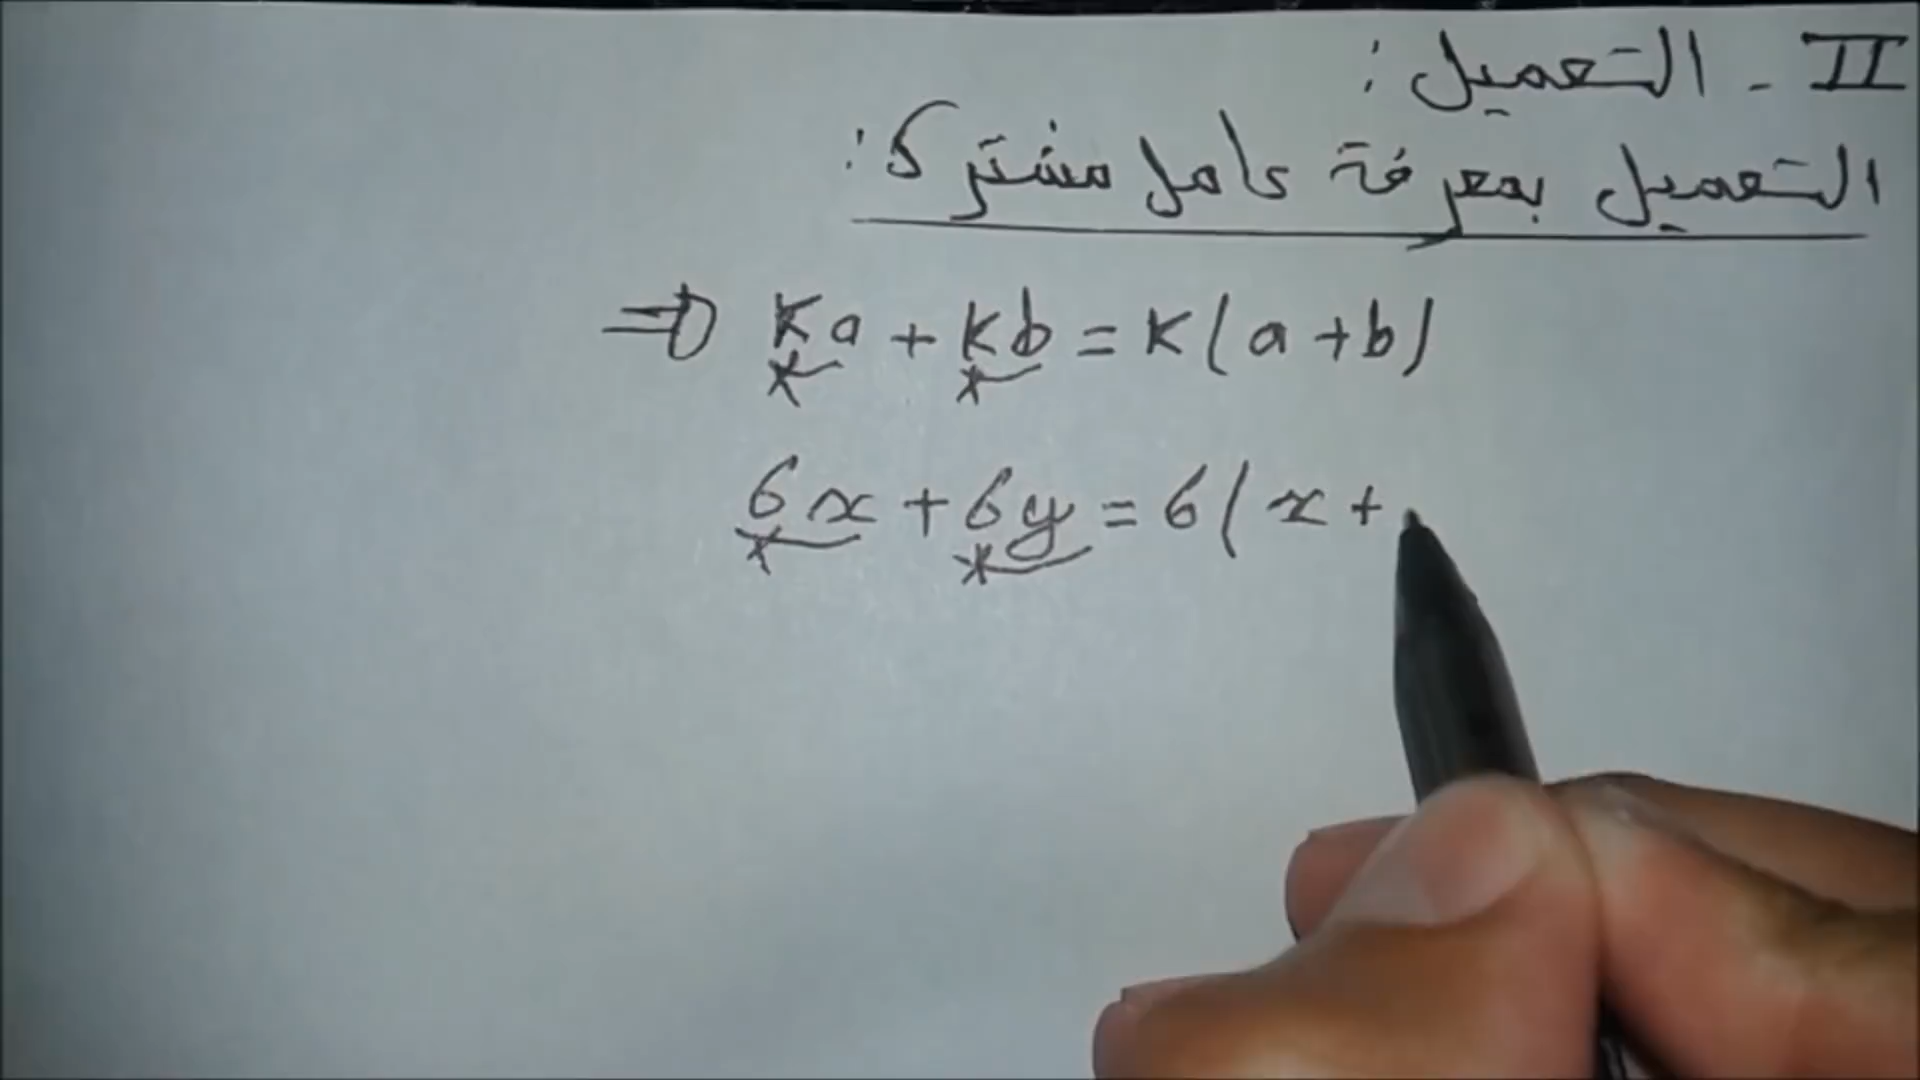 II - التعميل :
التعميل بمعرفة عامل مشترك :
⇒ Ka + Kb = K(a+b)
6x + 6y = 6(x+